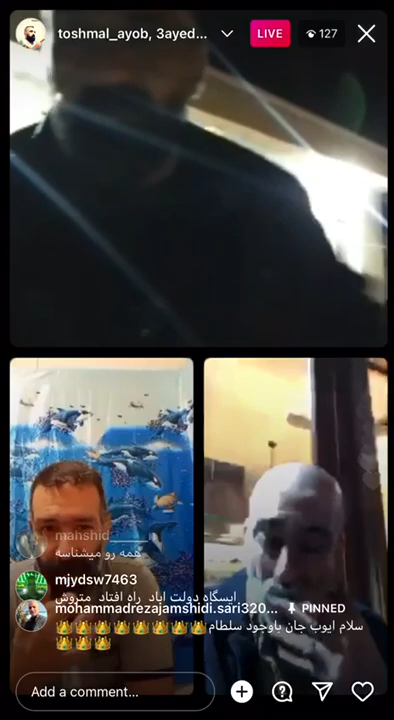 toshmal_ayob, 3ayed...
LIVE
127
mahshid
همه رو میشناسه
mjydsw7463
ایسگاه دولت اباد راه افتاد متروش
mohammadrezajamshidi.sari320... PINNED
سلام ایوب جان باوجود سلطام👑👑👑👑👑👑👑👑
👑👑👑
Add a comment...